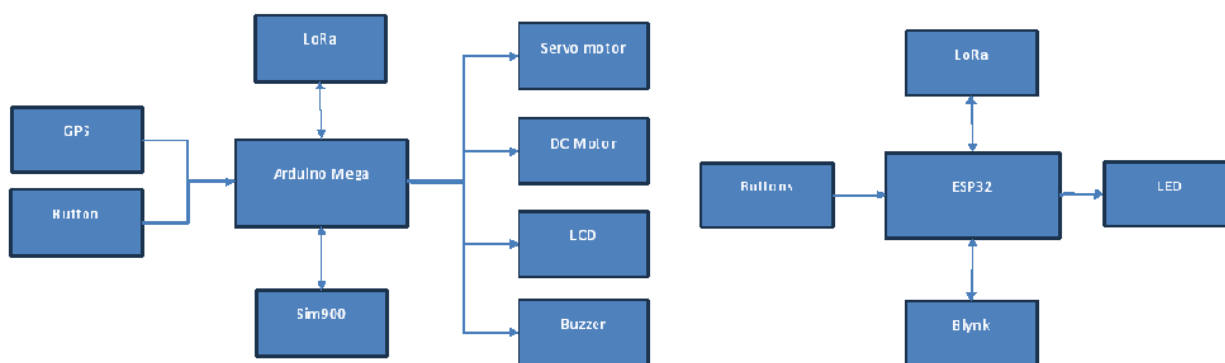 LoRa
Servo motor
GPS
DC Motor
Arduino Mega
Button
LCD
Sim900
Buzzer
LoRa
Buttons
ESP32
LED
Blynk